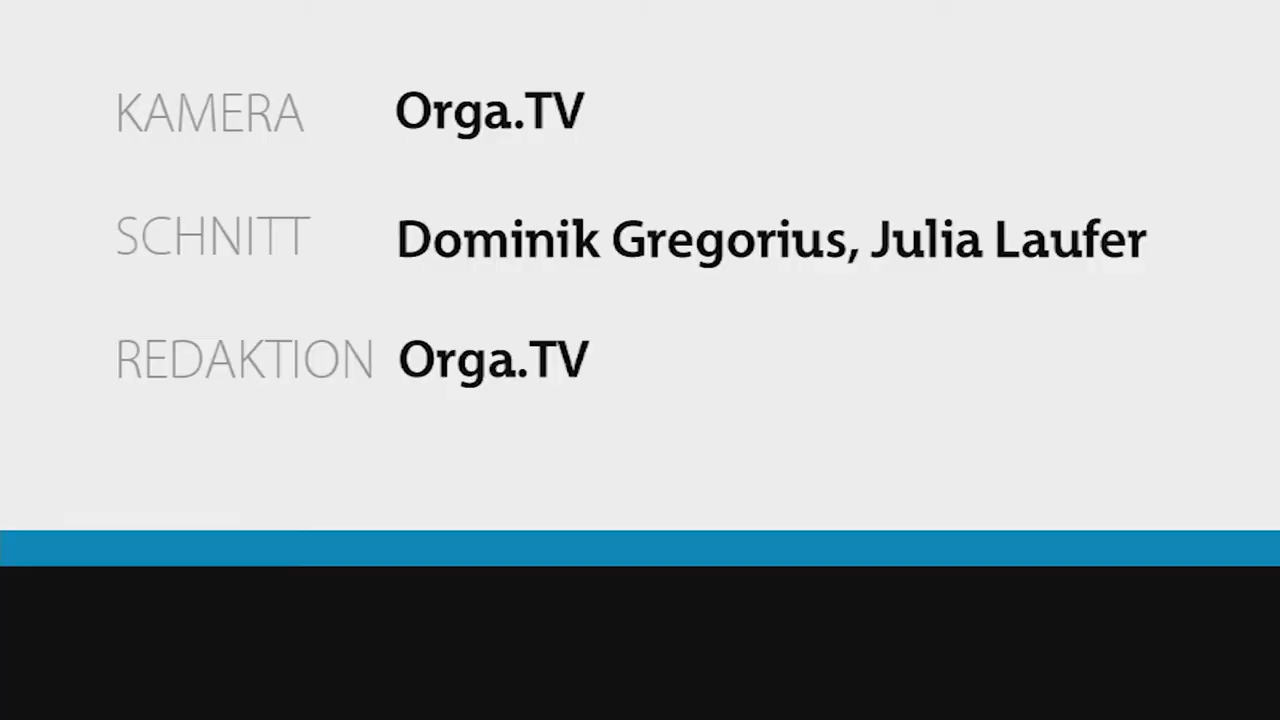 KAMERA Orga.TV
SCHNITT Dominik Gregorius, Julia Laufer
REDAKTION Orga.TV